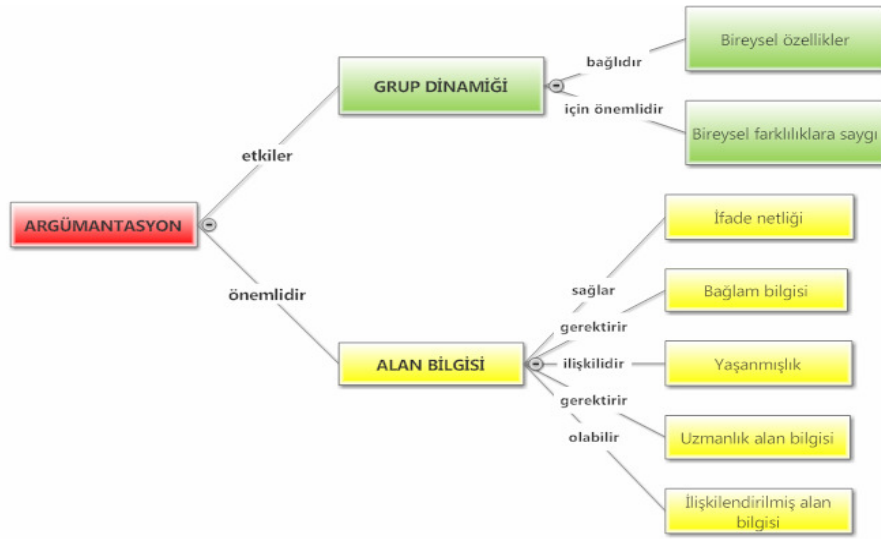 Bireysel özellikler
bağlıdır
GRUP DİNAMİĞİ
için önemlidir
Bireysel farklılıklara saygı
etkiler
ARGÜMANTASYON
İfade netliği
önemlidir
sağlar
Bağlam bilgisi
gerektirir
ALAN BİLGİSİ
ilişkilidir
Yaşanmışlık
gerektirir
olabilir
Uzmanlık alan bilgisi
İlişkilendirilmiş alan
bilgisi